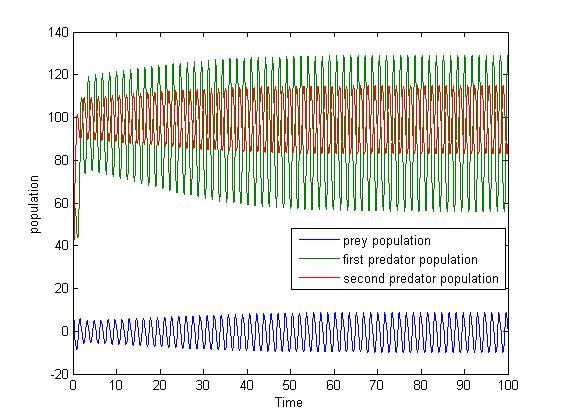 140
120
100
80
60
40
20
0
-20
population
prey population
first predator population
second predator population
0 10 20 30 40 50 60 70 80 90 100
Time